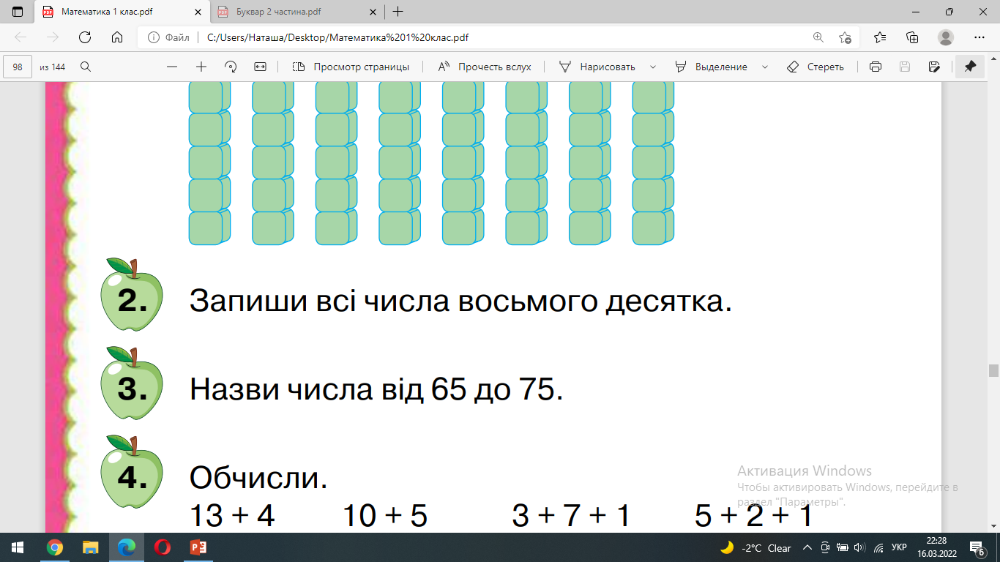 Математика 1 клас.pdf
Буквар 2 частина.pdf
Файл
C:/Users/Наташа/Desktop/Математика%201%20клас.pdf
98 из 144
Просмотр страницы
Прочесть вслух
Нарисовать
Выделение
Стереть
2. Запиши всі числа восьмого десятка.
3. Назви числа від 65 до 75.
4. Обчисли.
13 + 4 10 + 5 3 + 7 + 1 5 + 2 + 1
Активация Windows
Чтобы активировать Windows, перейдите в
раздел "Параметры".
-2°C Clear
УКР
22:28
16.03.2022
6